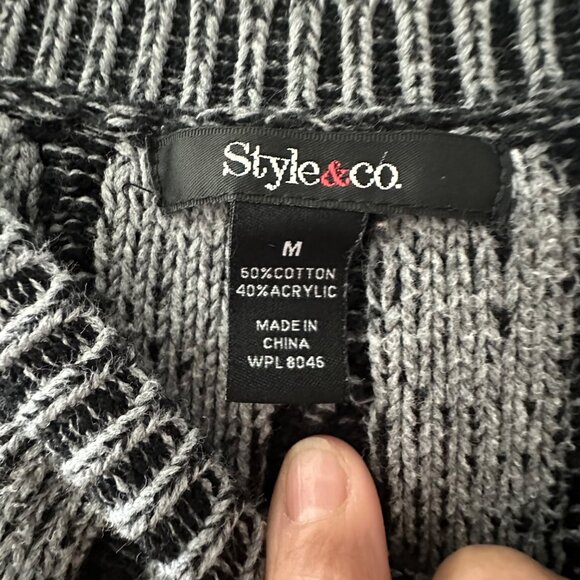 Style&co.
M
60%COTTON
40%ACRYLIC
MADE IN
CHINA
WPL 8046